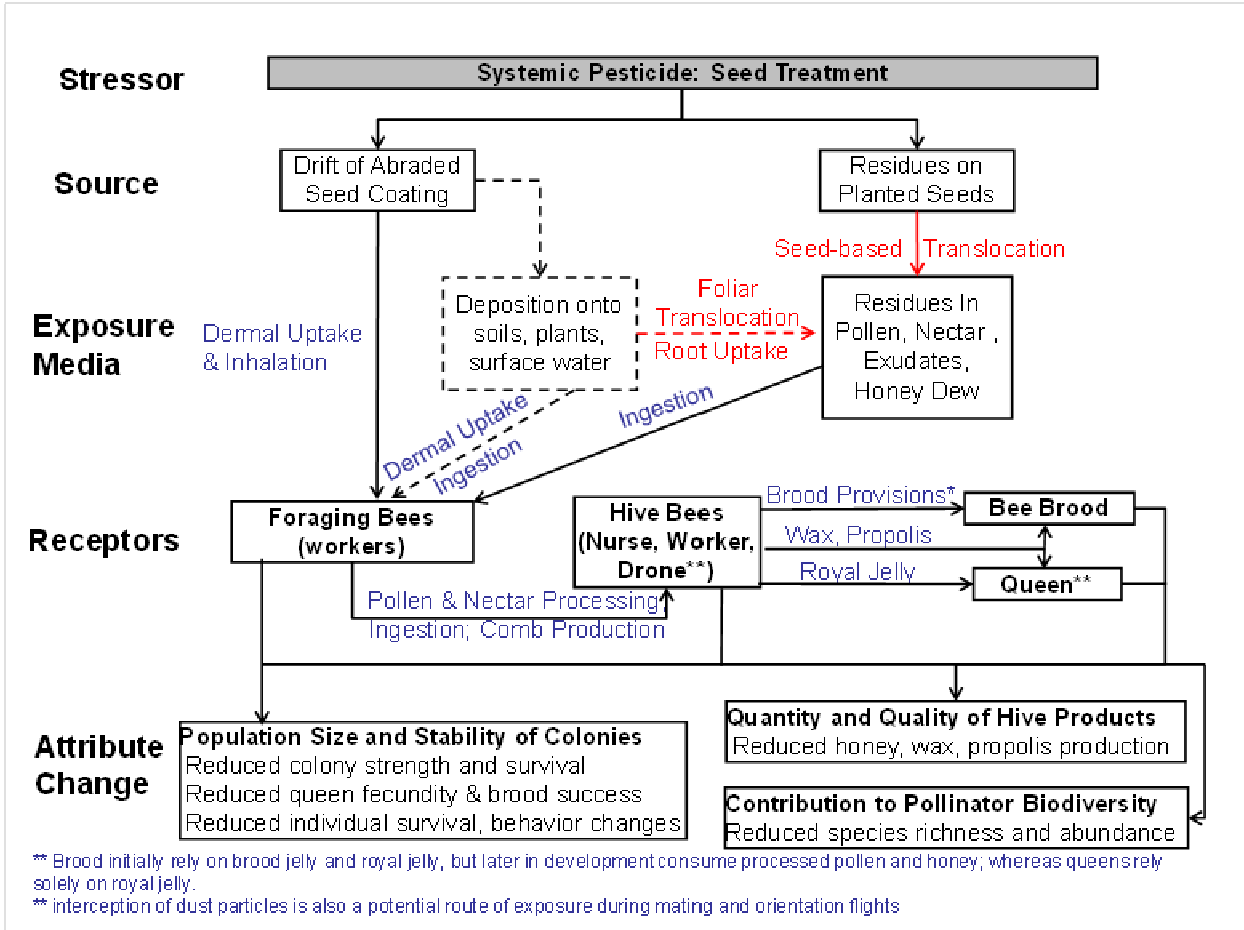 Stressor
Systemic Pesticide: Seed Treatment
Source
Drift of Abraded
Seed Coating
Residues on
Planted Seeds
Seed-based Translocation
Exposure
Media
Dermal Uptake
& Inhalation
Deposition onto
soils, plants,
surface water
Foliar
Translocation
Root Uptake
Residues In
Pollen, Nectar ,
Exudates,
Honey Dew
Dermal Uptake
Ingestion
Ingestion
Receptors
Foraging Bees
(workers)
Hive Bees
(Nurse, Worker,
Drone**)
Brood Provisions*
Bee Brood
Wax, Propolis
Royal Jelly
Queen**
Pollen & Nectar Processing;
Ingestion; Comb Production
Attribute
Change
Population Size and Stability of Colonies
Reduced colony strength and survival
Reduced queen fecundity & brood success
Reduced individual survival, behavior changes
Quantity and Quality of Hive Products
Reduced honey, wax, propolis production
Contribution to Pollinator Biodiversity
Reduced species richness and abundance
** Brood initially rely on brood jelly and royal jelly, but later in development consume processed pollen and honey; whereas queens rely
solely on royal jelly.
** interception of dust particles is also a potential route of exposure during mating and orientation flights